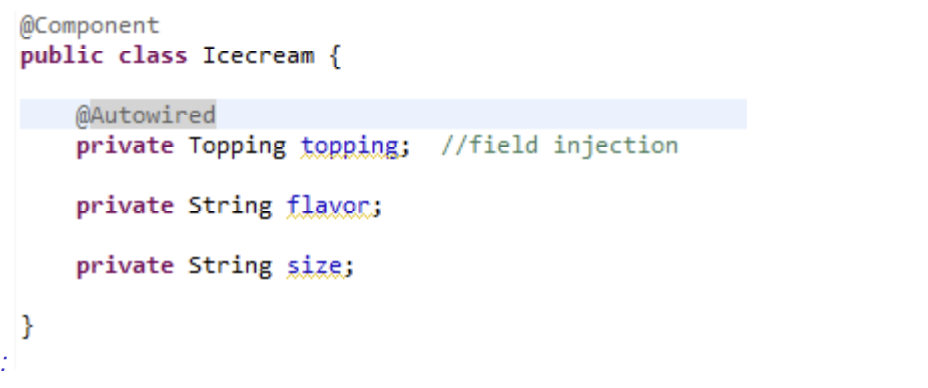 @Component
public class Icecream {
@Autowired
private Topping topping;  //field injection
private String flavor;
private String size;
}
;